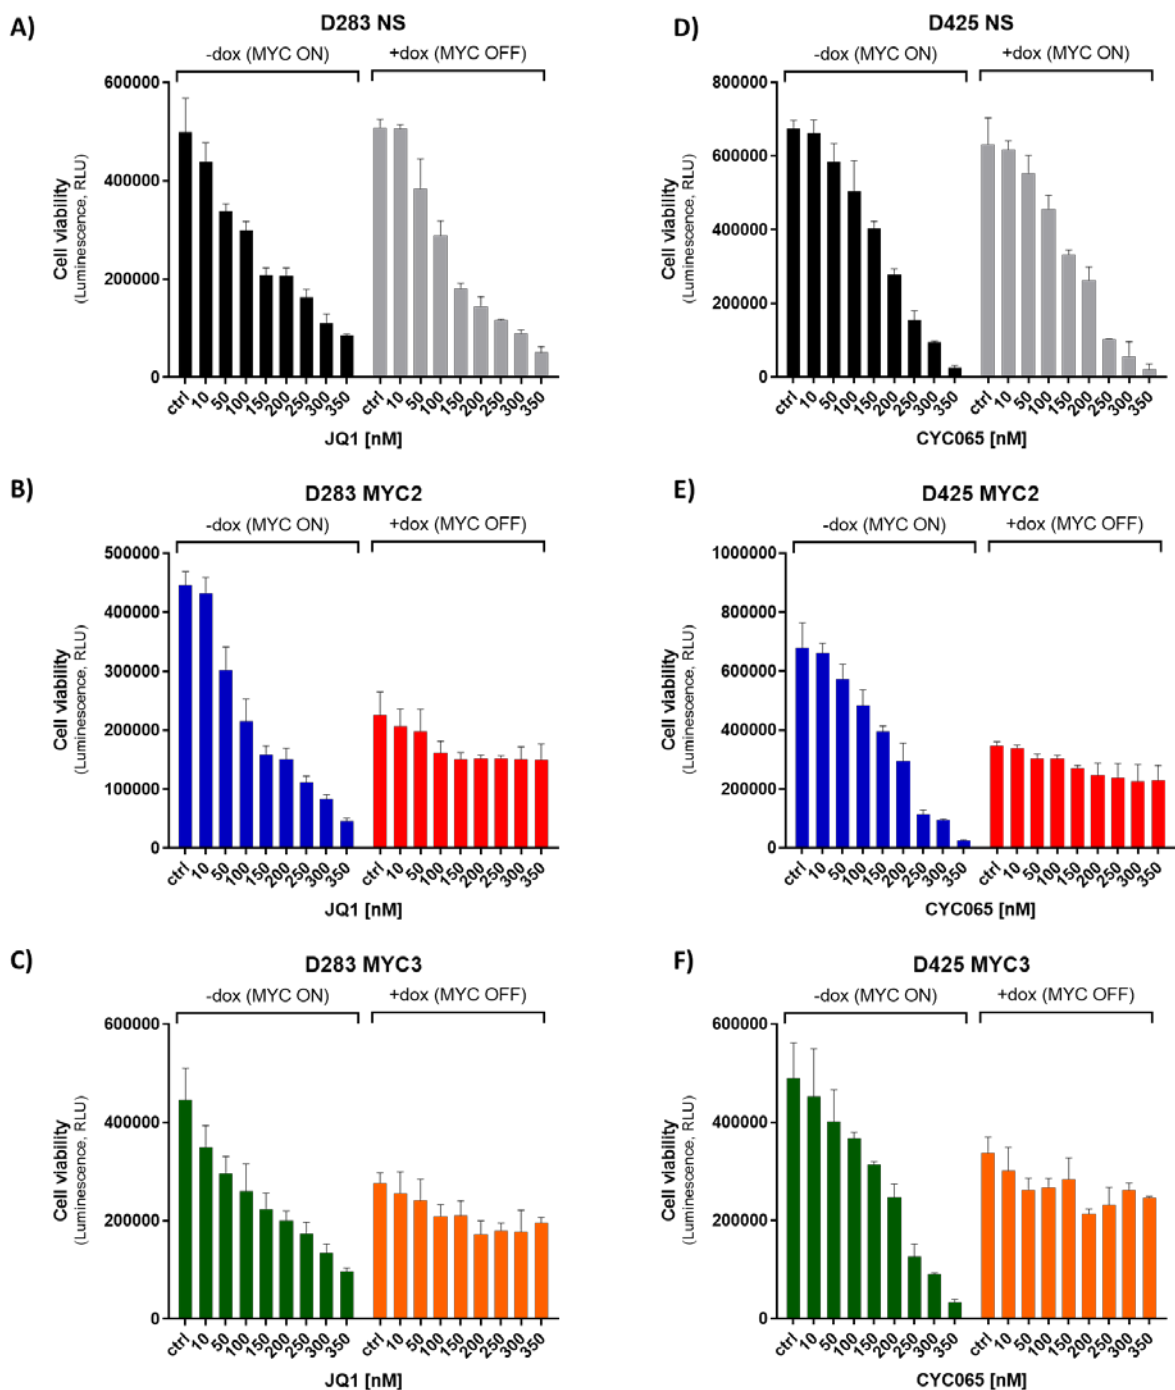 A)
D283 NS
-dox (MYC ON)
+dox (MYC OFF)
600000
400000
200000
0
Cell viability
(Luminescence, RLU)
ctrl 10 50 100 150 200 250 300 350
ctrl 10 50 100 150 200 250 300 350
JQ1 [nM]
D)
D425 NS
-dox (MYC ON)
+dox (MYC ON)
800000
600000
400000
200000
0
Cell viability
(Luminescence, RLU)
ctrl 10 50 100 150 200 250 300 350
ctrl 10 50 100 150 200 250 300 350
CYC065 [nM]
B)
D283 MYC2
-dox (MYC ON)
+dox (MYC OFF)
500000
400000
300000
200000
100000
0
Cell viability
(Luminescence, RLU)
ctrl 10 50 100 150 200 250 300 350
ctrl 10 50 100 150 200 250 300 350
JQ1 [nM]
E)
D425 MYC2
-dox (MYC ON)
+dox (MYC OFF)
1000000
800000
600000
400000
200000
0
Cell viability
(Luminescence, RLU)
ctrl 10 50 100 150 200 250 300 350
ctrl 10 50 100 150 200 250 300 350
CYC065 [nM]
C)
D283 MYC3
-dox (MYC ON)
+dox (MYC OFF)
600000
400000
200000
0
Cell viability
(Luminescence, RLU)
ctrl 10 50 100 150 200 250 300 350
ctrl 10 50 100 150 200 250 300 350
JQ1 [nM]
F)
D425 MYC3
-dox (MYC ON)
+dox (MYC OFF)
600000
400000
200000
0
Cell viability
(Luminescence, RLU)
ctrl 10 50 100 150 200 250 300 350
ctrl 10 50 100 150 200 250 300 350
CYC065 [nM]